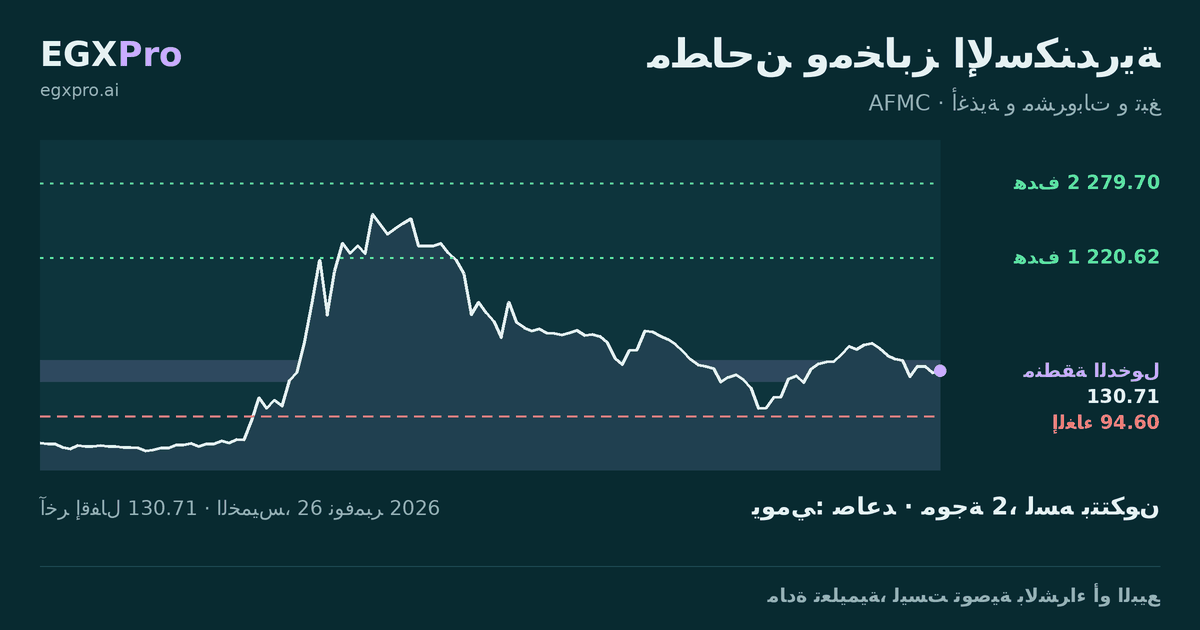 EGXPro
egxpro.ai
مطاحن ومخابز الإسكندرية
AFMC · أغذية و مشروبات و تبغ
هدف 2 279.70
هدف 1 220.62
منطقة الدخول
130.71
إلغاء 94.60
يومي: صاعد · موجة 2، لسه بتتكون
آخر إقفال 130.71 · الخميس، 26 نوفمبر 2026
مادة تعليمية، ليست توصية بالشراء أو البيع